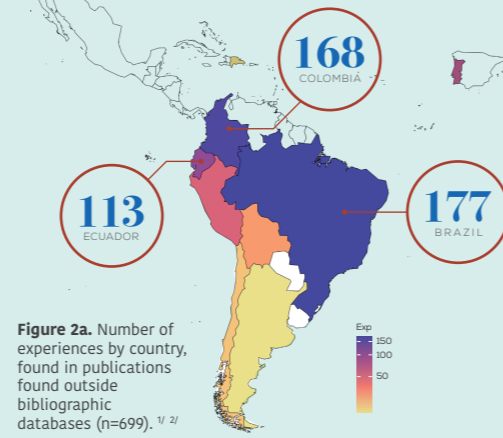 168
COLOMBIÁ
113
ECUADOR
177
BRAZIL
Figure 2a. Number of
experiences by country,
found in publications
found outside
bibliographic
databases (n=699). 1/ 2/
Exp
150
100
50